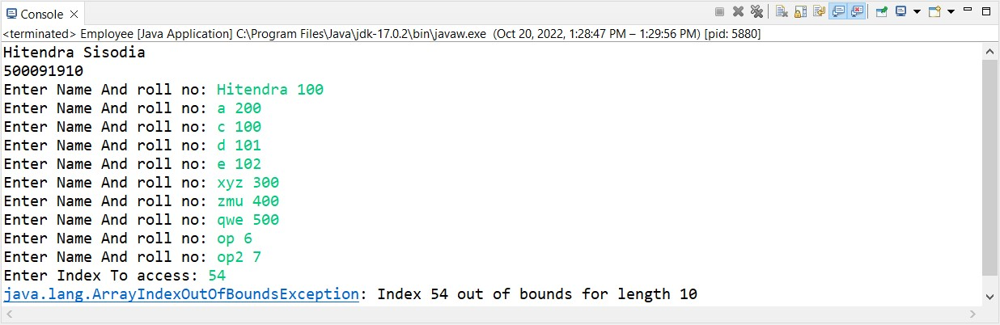 Console
<terminated> Employee [Java Application] C:\Program Files\Java\jdk-17.0.2\bin\javaw.exe (Oct 20, 2022, 1:28:47 PM – 1:29:56 PM) [pid: 5880]
Hitendra Sisodia
500091910
Enter Name And roll no: Hitendra 100
Enter Name And roll no: a 200
Enter Name And roll no: c 100
Enter Name And roll no: d 101
Enter Name And roll no: e 102
Enter Name And roll no: xyz 300
Enter Name And roll no: zmu 400
Enter Name And roll no: qwe 500
Enter Name And roll no: op 6
Enter Name And roll no: op2 7
Enter Index To access: 54
java.lang.ArrayIndexOutOfBoundsException: Index 54 out of bounds for length 10